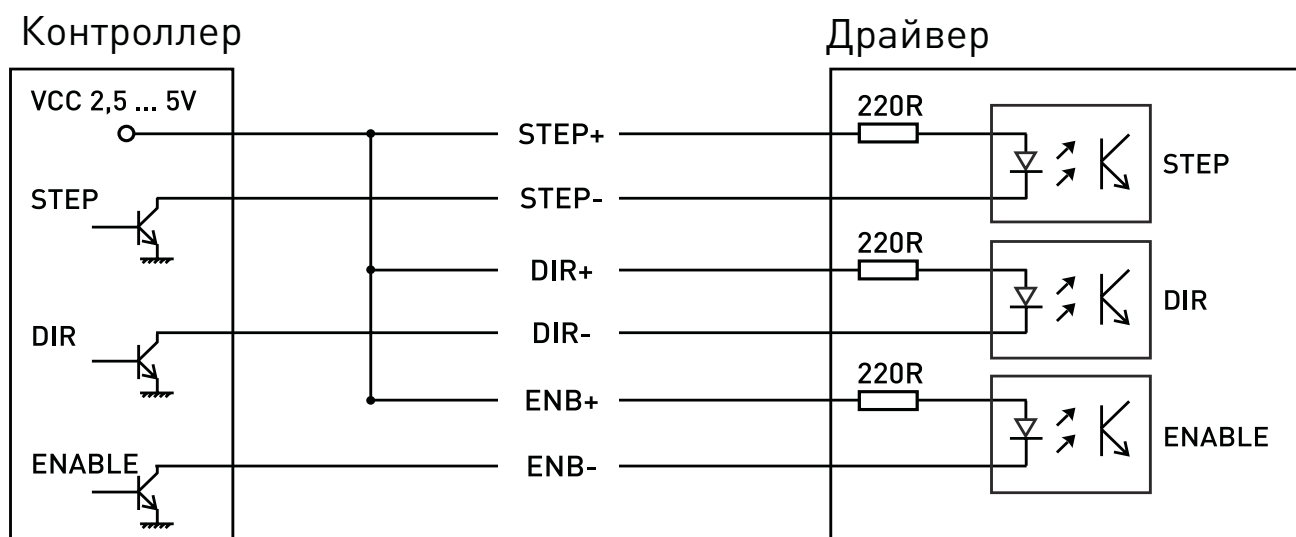 Контроллер
Драйвер
VCC 2,5 ... 5V
220R
STEP+
STEP
STEP
STEP-
220R
DIR+
DIR
DIR
DIR-
220R
ENB+
ENABLE
ENABLE
ENB-